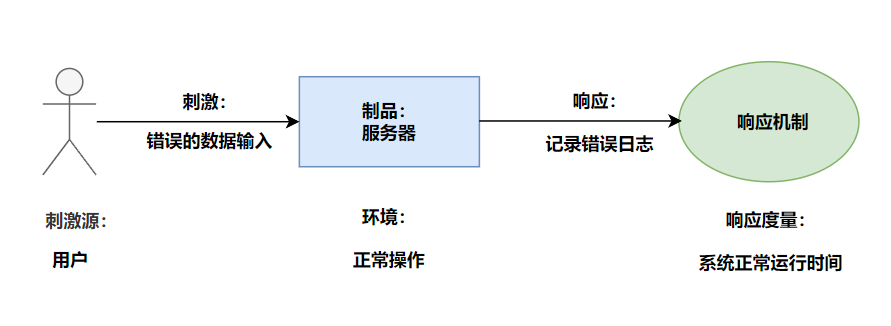 刺激：
错误的数据输入
制品：
服务器
响应：
记录错误日志
响应机制
刺激源：
用户
环境：
正常操作
响应度量：
系统正常运行时间